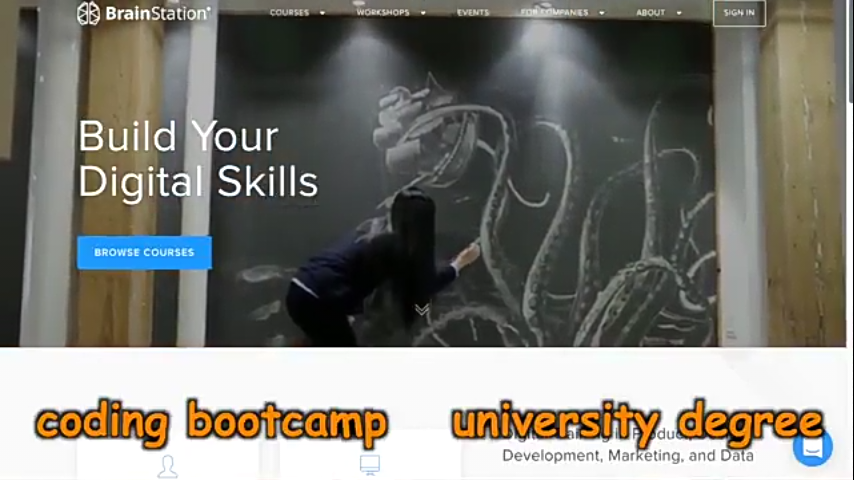 BrainStation
COURSES
WORKSHOPS
EVENTS
FOR COMPANIES
ABOUT
SIGN IN
Build Your
Digital Skills
BROWSE COURSES
coding bootcamp
university degree
Development, Marketing, and Data